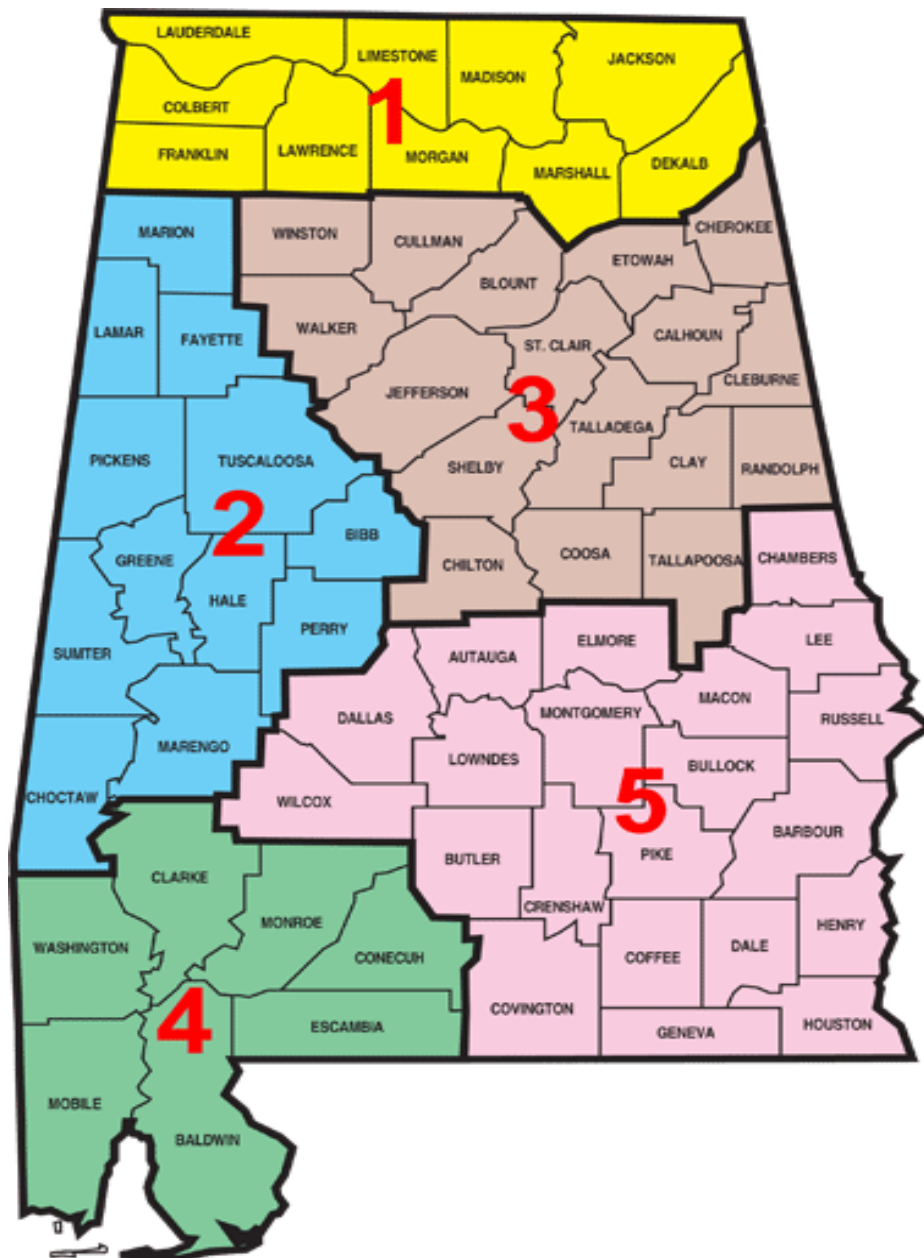 LAUDERDALE
LIMESTONE
MADISON
JACKSON
COLBERT
1
FRANKLIN
LAWRENCE
MORGAN
MARSHALL
DEKALB
MARION
WINSTON
CULLMAN
CHEROKEE
ETOWAH
BLOUNT
LAMAR
FAYETTE
WALKER
ST. CLAIR
CALHOUN
JEFFERSON
3
CLEBURNE
TALLADEGA
PICKENS
TUSCALOOSA
SHELBY
CLAY
RANDOLPH
2
BIBB
GREENE
HALE
CHILTON
COOSA
TALLAPOOSA
CHAMBERS
PERRY
SUMTER
AUTAUGA
ELMORE
LEE
DALLAS
MONTGOMERY
MACON
RUSSELL
MARENGO
LOWNDES
BULLOCK
CHOCTAW
WILCOX
5
BARBOUR
BUTLER
PIKE
CLARKE
CRENSHAW
MONROE
WASHINGTON
CONECUH
COFFEE
DALE
HENRY
4
ESCAMBIA
COVINGTON
GENEVA
HOUSTON
MOBILE
BALDWIN